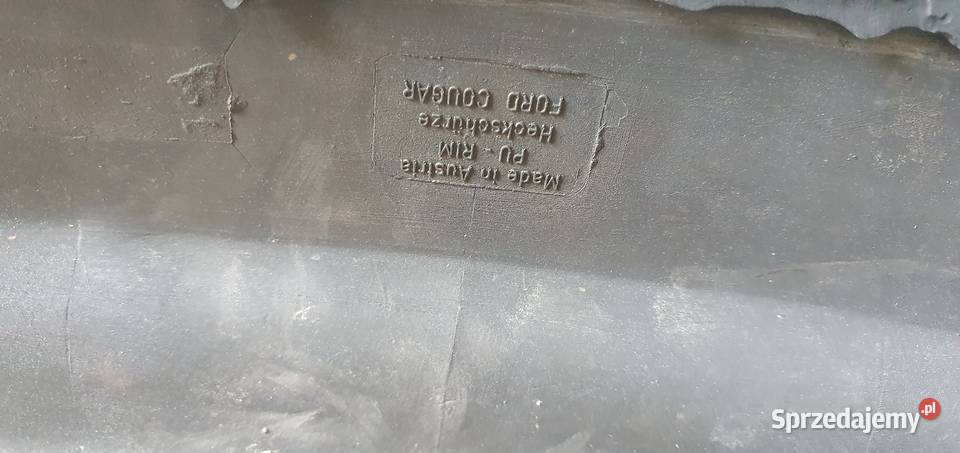 FORD COUGAR
Heckschürze
PU - RIM
Made in Austria
Sprzedajemy.pl